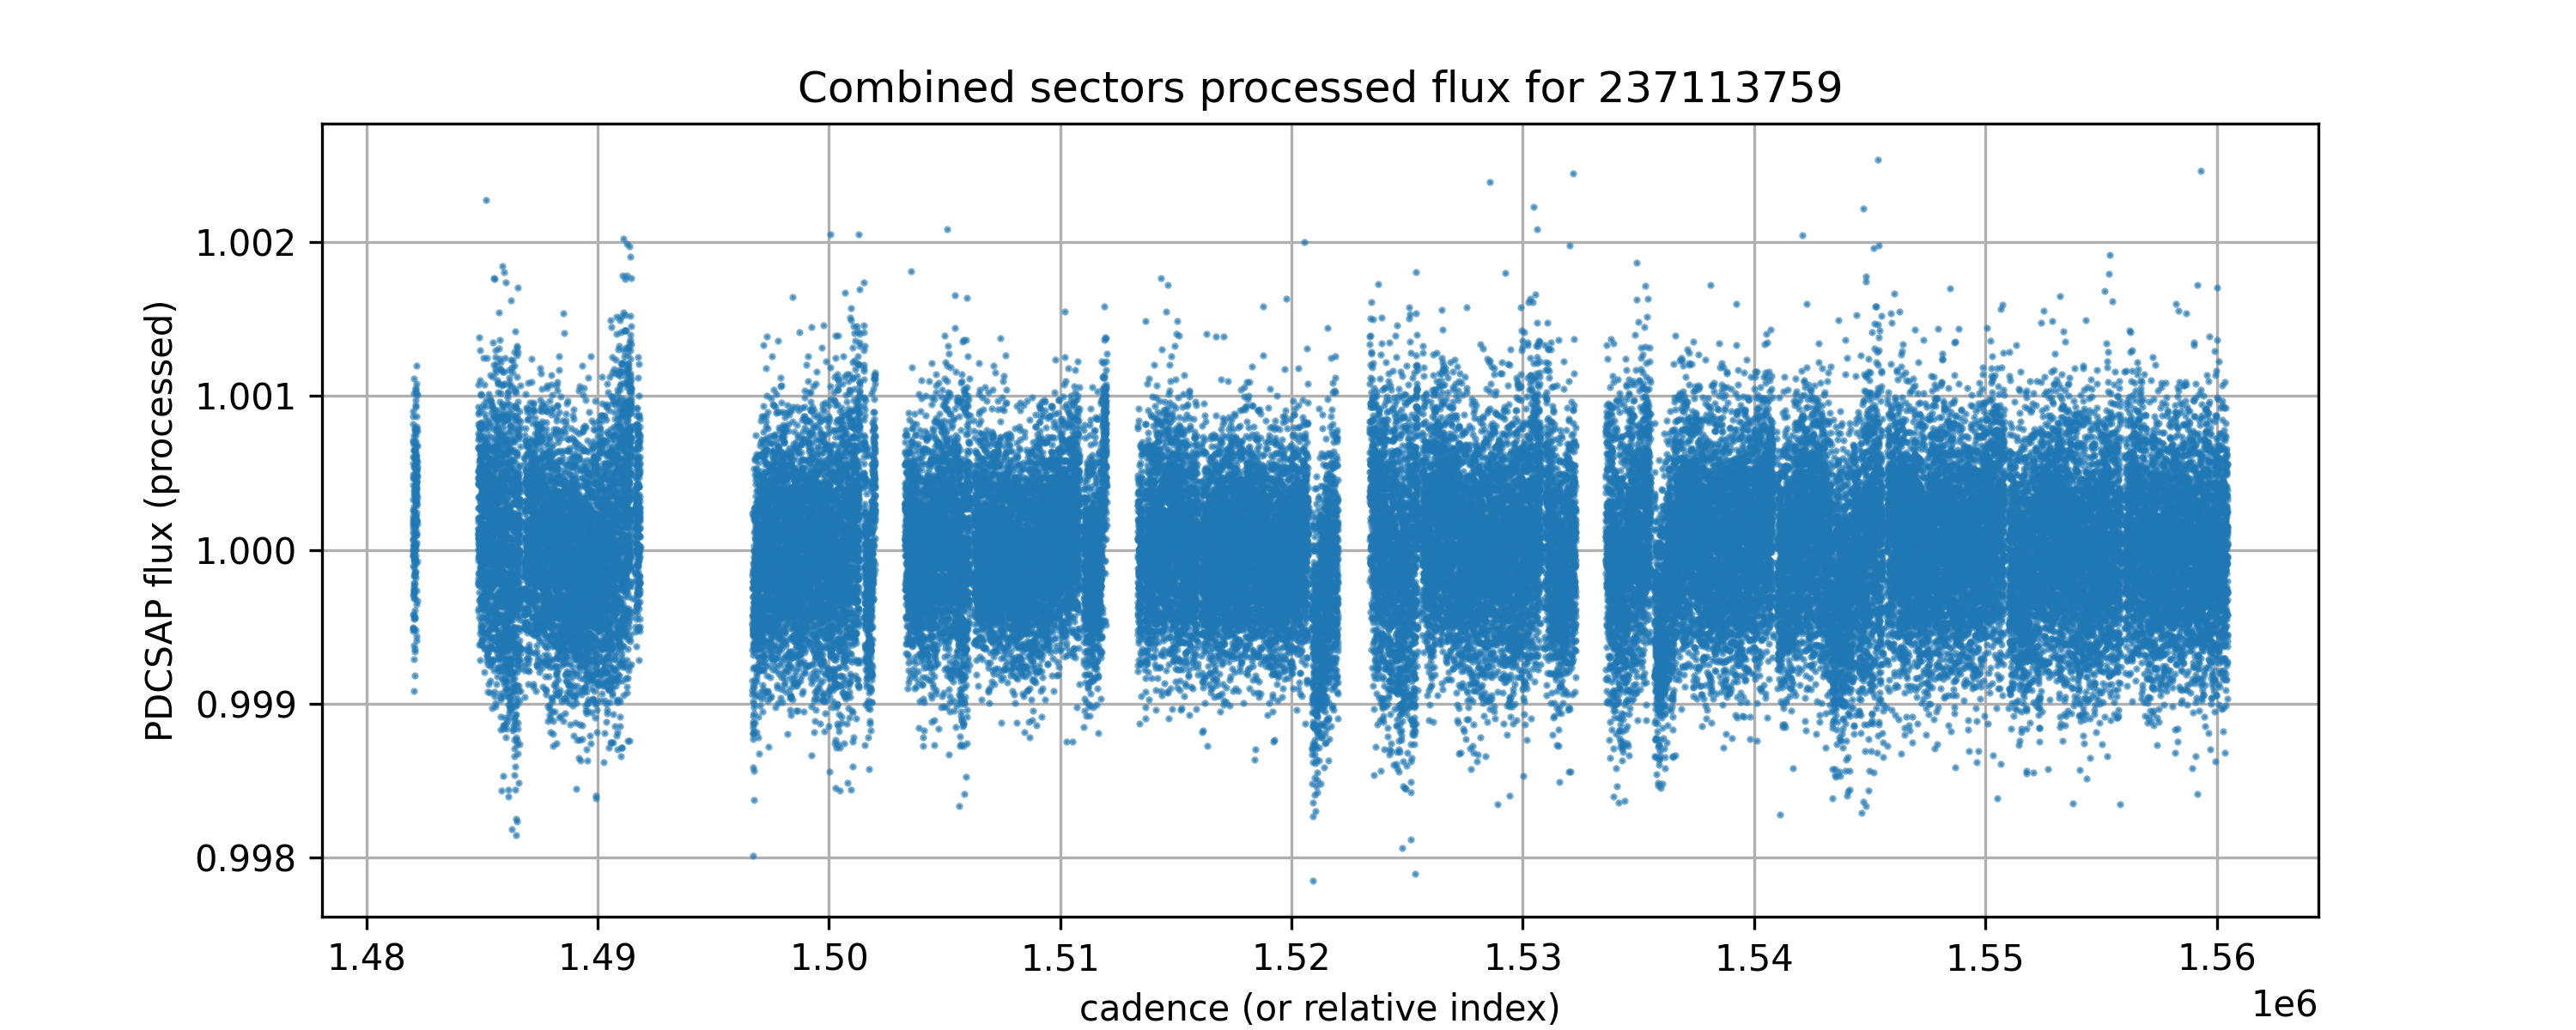 Combined sectors processed flux for 237113759
PDCSAP flux (processed)
1.002
1.001
1.000
0.999
0.998
1.48 1.49 1.50 1.51 1.52 1.53 1.54 1.55 1.56
1e6
cadence (or relative index)